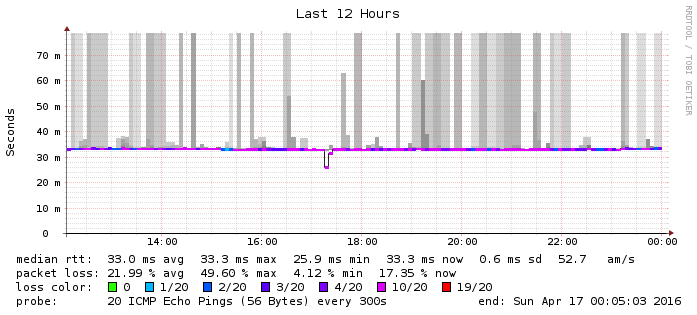 Last 12 Hours
RRDTOOL / TOBI OETIKER
Seconds
70 m
60 m
50 m
40 m
30 m
20 m
10 m
0
14:00 16:00 18:00 20:00 22:00 00:00
median rtt: 33.0 ms avg 33.3 ms max 25.9 ms min 33.3 ms now 0.6 ms sd 52.7 am/s
packet loss: 21.99 % avg 49.60 % max 4.12 % min 17.35 % now
loss color: 0 1/20 2/20 3/20 4/20 10/20 19/20
probe: 20 ICMP Echo Pings (56 Bytes) every 300s end: Sun Apr 17 00:05:03 2016